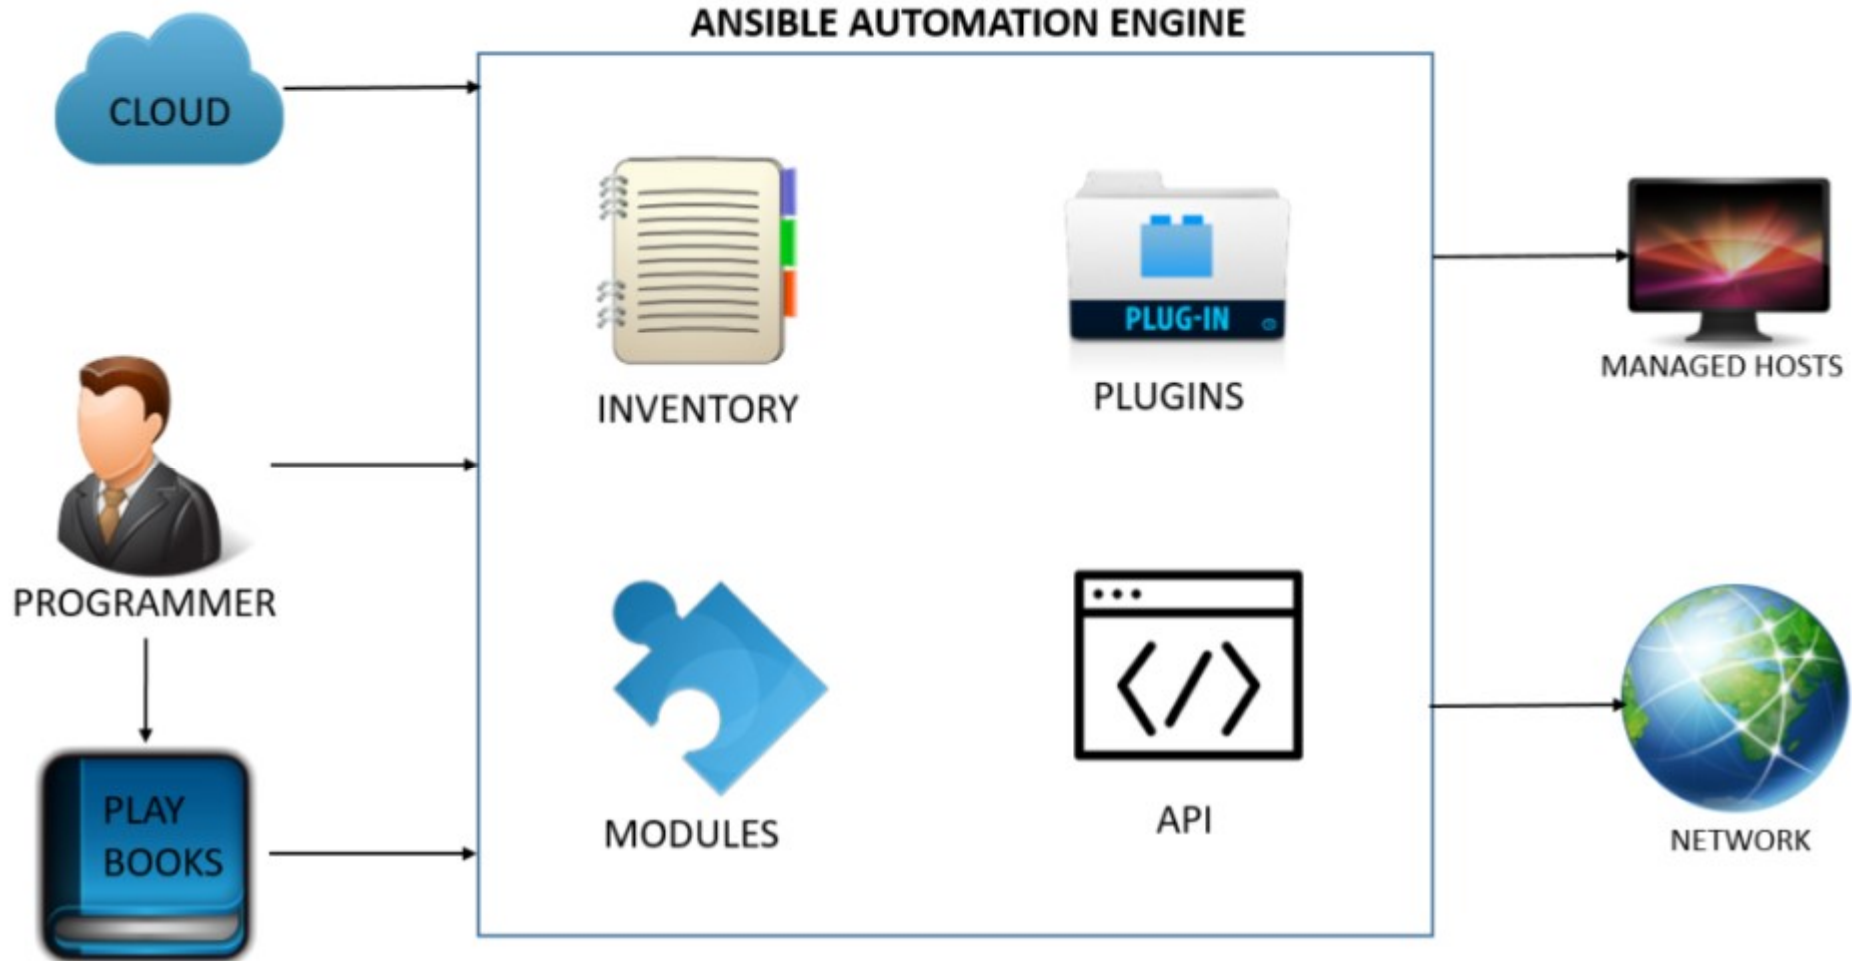 ANSIBLE AUTOMATION ENGINE
CLOUD
PLUG-IN
INVENTORY
PLUGINS
MANAGED HOSTS
PROGRAMMER
PLAY
BOOKS
MODULES
API
NETWORK